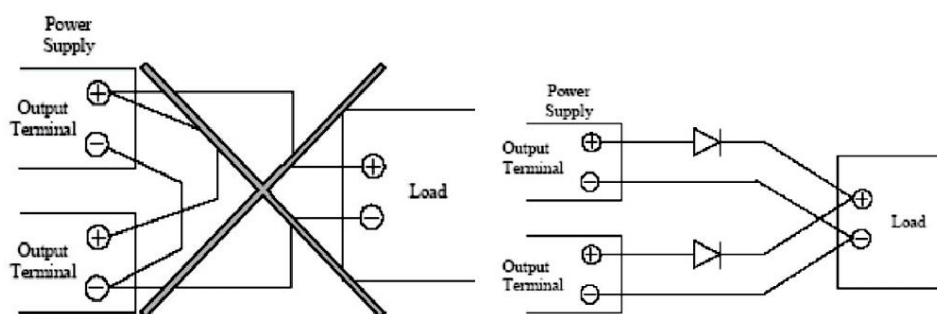 Power
Supply
Output
Terminal
+
−
Output
Terminal
+
−
+
−
Load
Power
Supply
Output
Terminal
+
−
Output
Terminal
+
−
+
−
Load